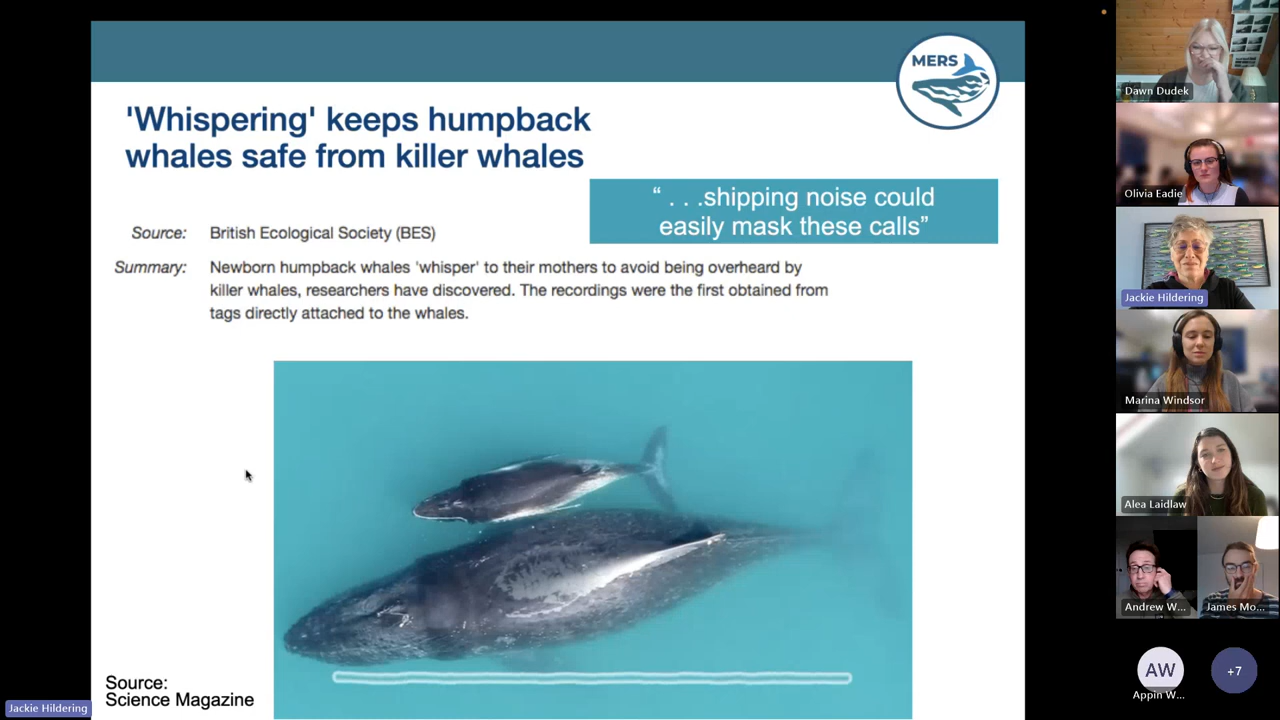 MERS
'Whispering' keeps humpback
whales safe from killer whales
“ . . .shipping noise could
easily mask these calls”
Source: British Ecological Society (BES)
Summary: Newborn humpback whales 'whisper' to their mothers to avoid being overheard by
killer whales, researchers have discovered. The recordings were the first obtained from
tags directly attached to the whales.
Source:
Science Magazine
Jackie Hildering
Dawn Dudek
Olivia Eadie
Jackie Hildering
Marina Windsor
Alea Laidlaw
Andrew W...
James Mo...
AW
Appin W...
+7